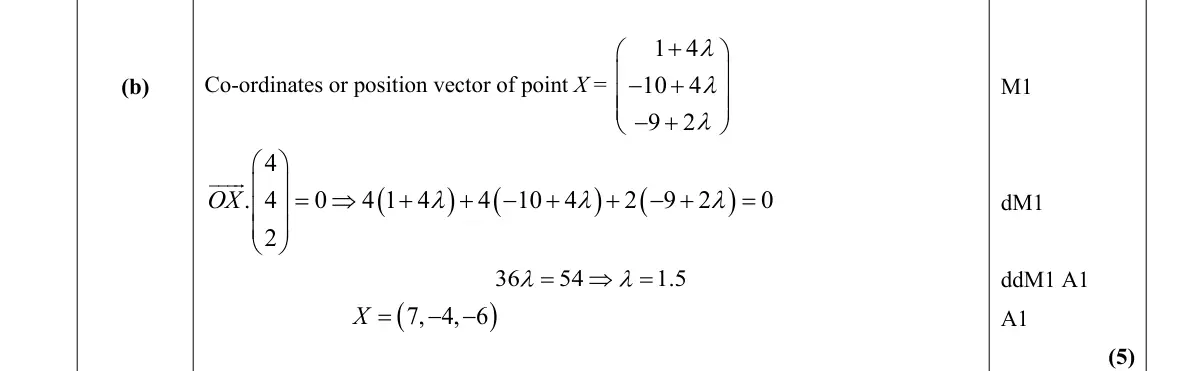 (b) Co-ordinates or position vector of point X = ( 1+4λ
−10+4λ
−9+2λ ) M1
OX→ . ( 4
4
2 ) = 0 ⇒ 4(1+4λ)+4(−10+4λ)+2(−9+2λ)=0 dM1
36λ = 54 ⇒ λ = 1.5 ddM1 A1
X = (7,−4,−6) A1
(5)